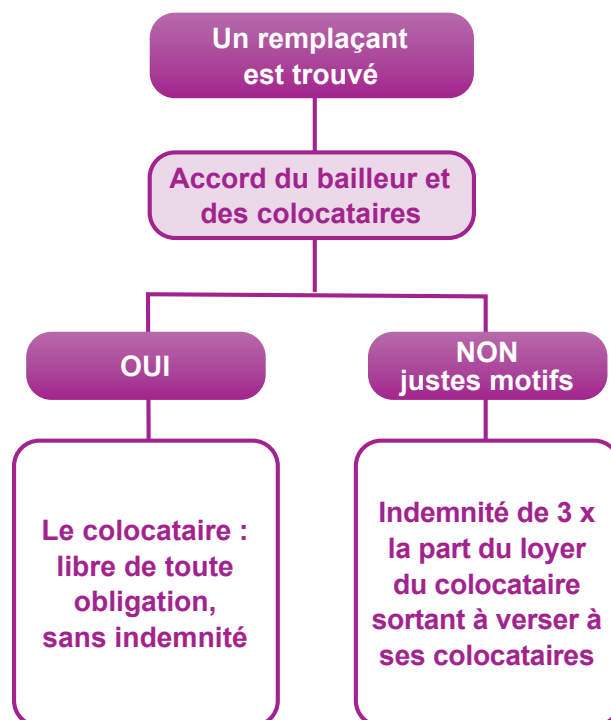 Un remplaçant
est trouvé
Accord du bailleur et
des colocataires
OUI
NON
justes motifs
Le colocataire :
libre de toute
obligation,
sans indemnité
Indemnité de 3 x
la part du loyer
du colocataire
sortant à verser à
ses colocataires